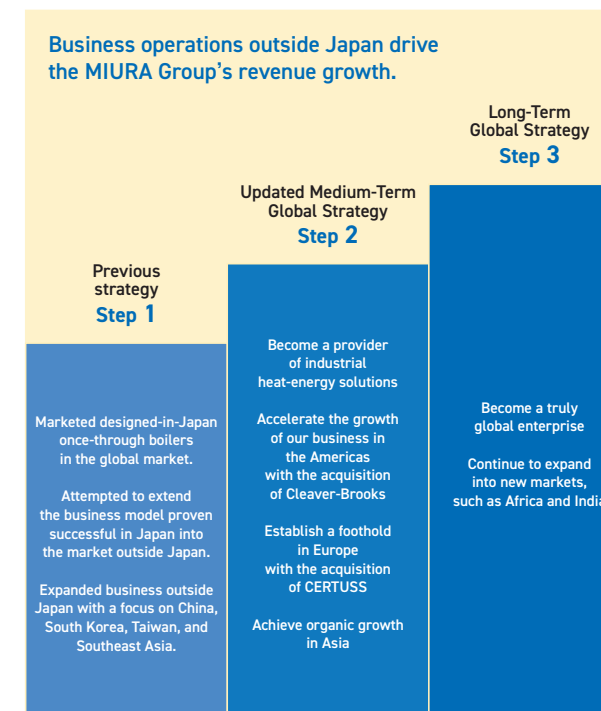 Business operations outside Japan drive
the MIURA Group's revenue growth.
Previous
strategy
Step 1
Marketed designed-in-Japan
once-through boilers
in the global market.
Attempted to extend
the business model proven
successful in Japan into
the market outside Japan.
Expanded business outside
Japan with a focus on China,
South Korea, Taiwan, and
Southeast Asia.
Updated Medium-Term
Global Strategy
Step 2
Become a provider
of industrial
heat-energy solutions
Accelerate the growth
of our business in
the Americas
with the acquisition
of Cleaver-Brooks
Establish a foothold
in Europe
with the acquisition
of CERTUSS
Achieve organic growth
in Asia
Long-Term
Global Strategy
Step 3
Become a truly
global enterprise
Continue to expand
into new markets,
such as Africa and India